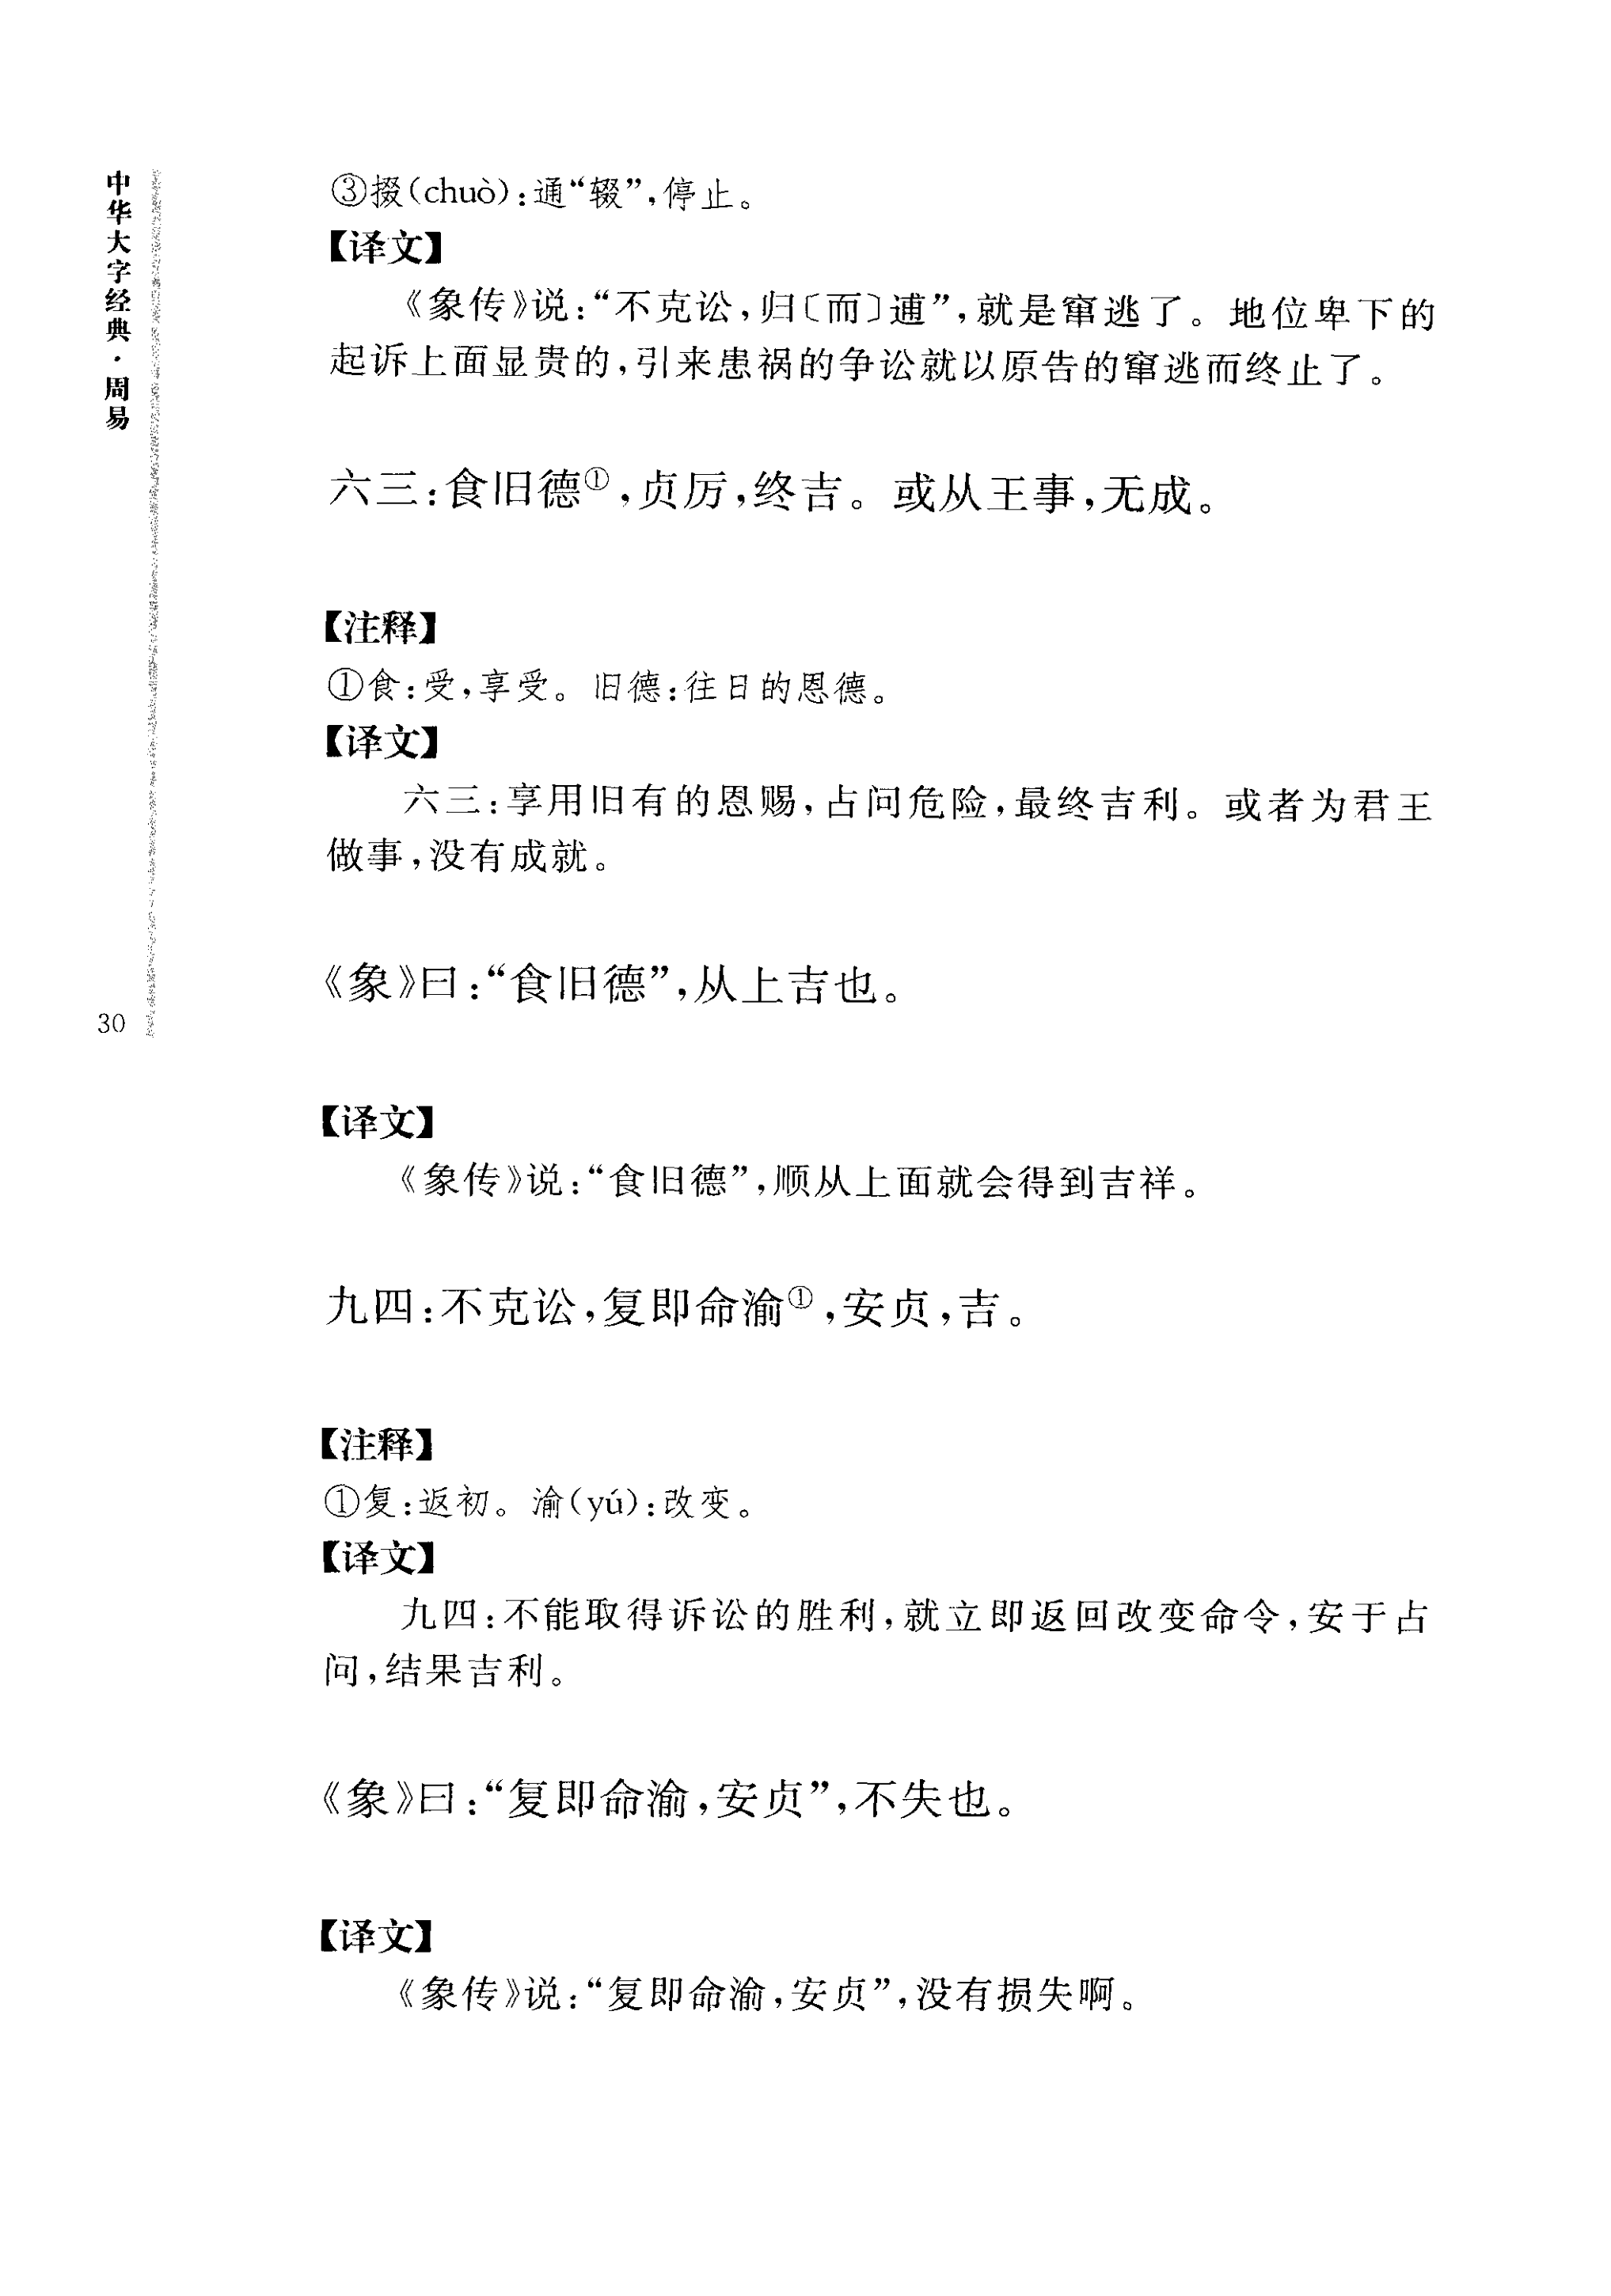 中华大字经典·周易
30
③掇(chuò):通“辍”,停止。
【译文】
《象传》说:“不克讼,归〔而〕逋”,就是窜逃了。地位卑下的
起诉上面显贵的,引来患祸的争讼就以原告的窜逃而终止了。
六三:食旧德①,贞厉,终吉。或从王事,无成。
【注释】
①食:受,享受。旧德:往日的恩德。
【译文】
六三:享用旧有的恩赐,占问危险,最终吉利。或者为君王
做事,没有成就。
《象》曰:“食旧德”,从上吉也。
【译文】
《象传》说:“食旧德”,顺从上面就会得到吉祥。
九四:不克讼,复即命渝①,安贞,吉。
【注释】
①复:返初。渝(yú):改变。
【译文】
九四:不能取得诉讼的胜利,就立即返回改变命令,安于占
问,结果吉利。
《象》曰:“复即命渝,安贞”,不失也。
【译文】
《象传》说:“复即命渝,安贞”,没有损失啊。